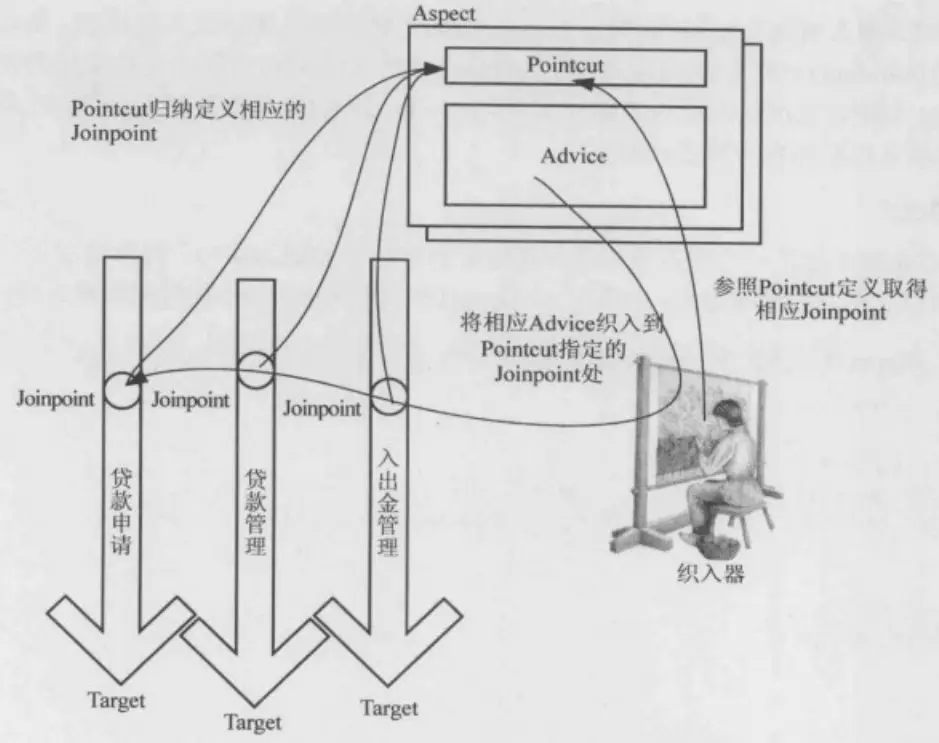 Aspect
Pointcut
Pointcut归纳定义相应的
Joinpoint
Advice
参照Pointcut定义取得
相应Joinpoint
将相应Advice织入到
Pointcut指定的
Joinpoint处
Joinpoint
Joinpoint
Joinpoint
贷款申请
贷款管理
入出金管理
织入器
Target
Target
Target